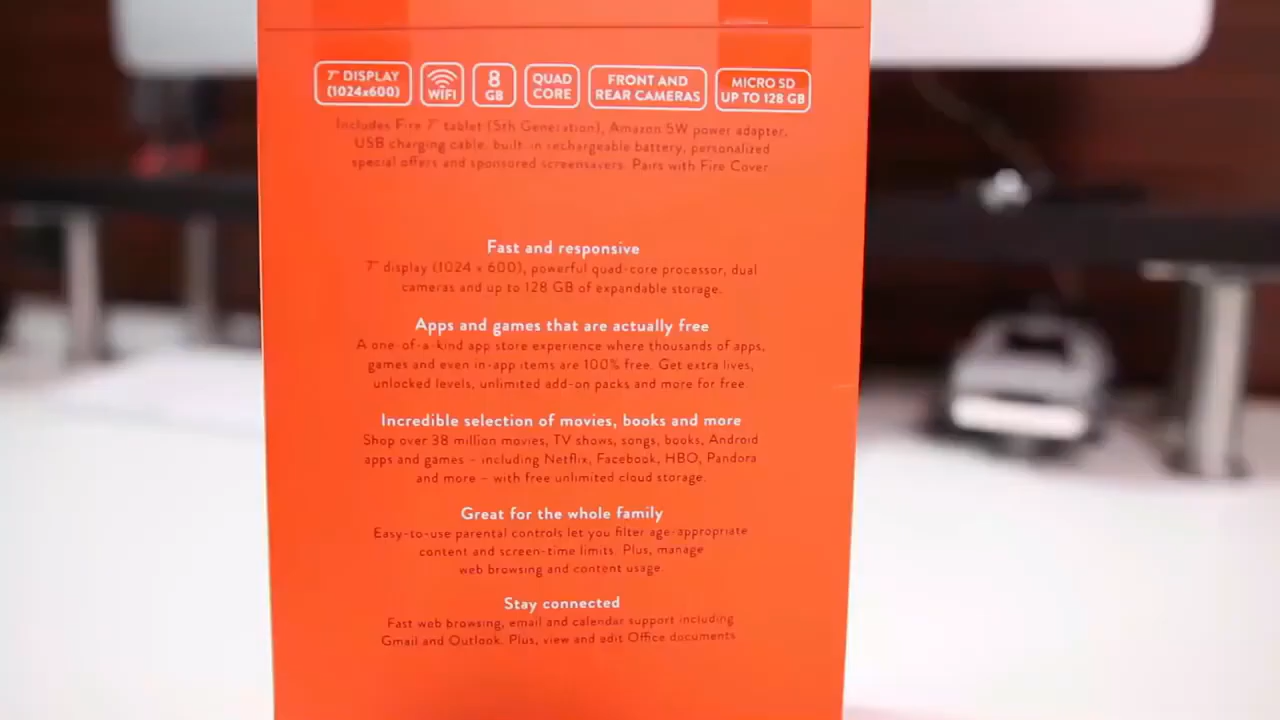 7" DISPLAY (1024x600) WiFi 8 GB QUAD CORE FRONT AND REAR CAMERAS MICRO SD UP TO 128 GB
Includes Fire 7" tablet (5th Generation), Amazon 5W power adapter,
USB charging cable, built-in rechargeable battery, personalized
special offers and sponsored screensavers. Pairs with Fire Cover
Fast and responsive
7" display (1024 x 600), powerful quad-core processor, dual
cameras and up to 128 GB of expandable storage.
Apps and games that are actually free
A one-of-a-kind app store experience where thousands of apps,
games and even in-app items are 100% free. Get extra lives,
unlocked levels, unlimited add-on packs and more for free.
Incredible selection of movies, books and more
Shop over 38 million movies, TV shows, songs, books, Android
apps and games – including Netflix, Facebook, HBO, Pandora
and more – with free unlimited cloud storage.
Great for the whole family
Easy-to-use parental controls let you filter age-appropriate
content and screen-time limits. Plus, manage
web browsing and content usage.
Stay connected
Fast web browsing, email and calendar support including
Gmail and Outlook. Plus, view and edit Office documents